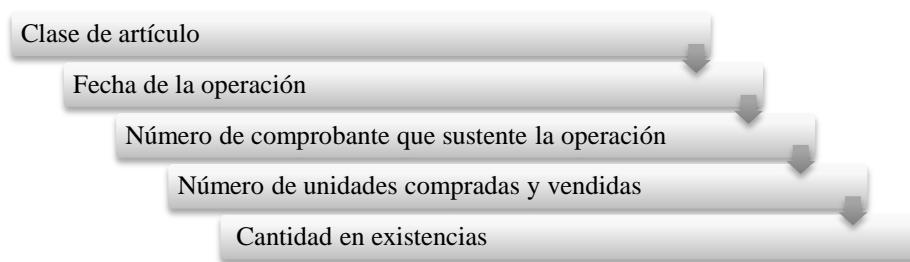 Clase de artículo
Fecha de la operación
Número de comprobante que sustente la operación
Número de unidades compradas y vendidas
Cantidad en existencias